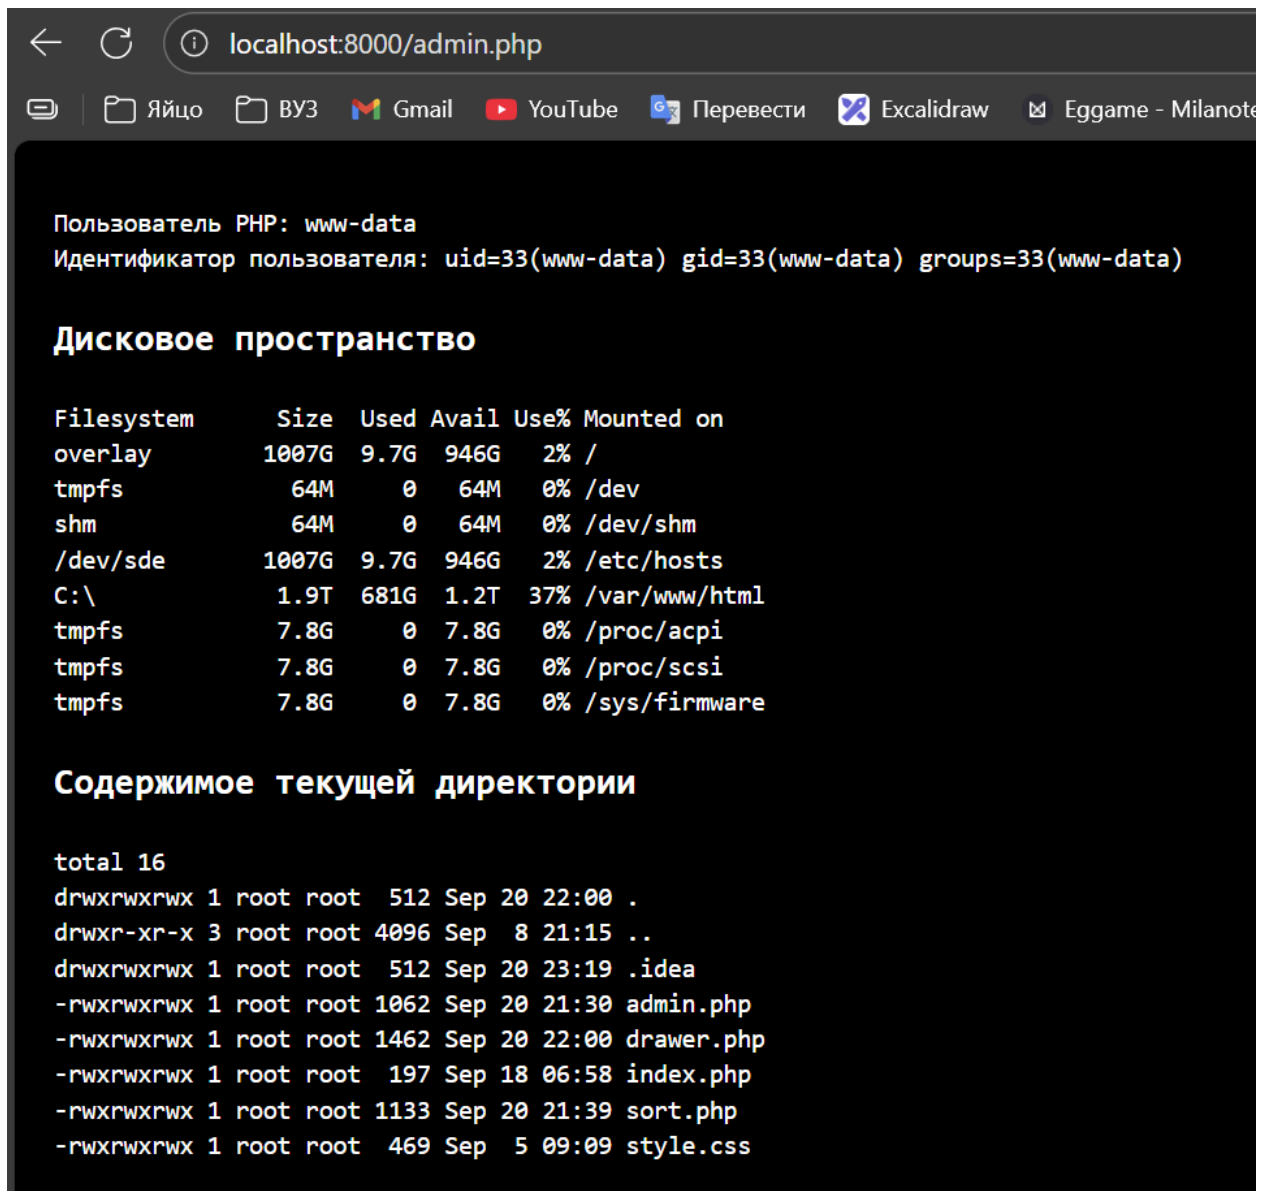 localhost:8000/admin.php
Яйцо ВУЗ Gmail YouTube Перевести Excalidraw Eggame - Milanote
Пользователь PHP: www-data
Идентификатор пользователя: uid=33(www-data) gid=33(www-data) groups=33(www-data)
Дисковое пространство
Filesystem      Size  Used Avail Use% Mounted on
overlay        1007G  9.7G  946G   2% /
tmpfs            64M     0   64M   0% /dev
shm              64M     0   64M   0% /dev/shm
/dev/sde       1007G  9.7G  946G   2% /etc/hosts
C:\             1.9T  681G  1.2T  37% /var/www/html
tmpfs           7.8G     0  7.8G   0% /proc/acpi
tmpfs           7.8G     0  7.8G   0% /proc/scsi
tmpfs           7.8G     0  7.8G   0% /sys/firmware
Содержимое текущей директории
total 16
drwxrwxrwx 1 root root  512 Sep 20 22:00 .
drwxr-xr-x 3 root root 4096 Sep  8 21:15 ..
drwxrwxrwx 1 root root  512 Sep 20 23:19 .idea
-rwxrwxrwx 1 root root 1062 Sep 20 21:30 admin.php
-rwxrwxrwx 1 root root 1462 Sep 20 22:00 drawer.php
-rwxrwxrwx 1 root root  197 Sep 18 06:58 index.php
-rwxrwxrwx 1 root root 1133 Sep 20 21:39 sort.php
-rwxrwxrwx 1 root root  469 Sep  5 09:09 style.css